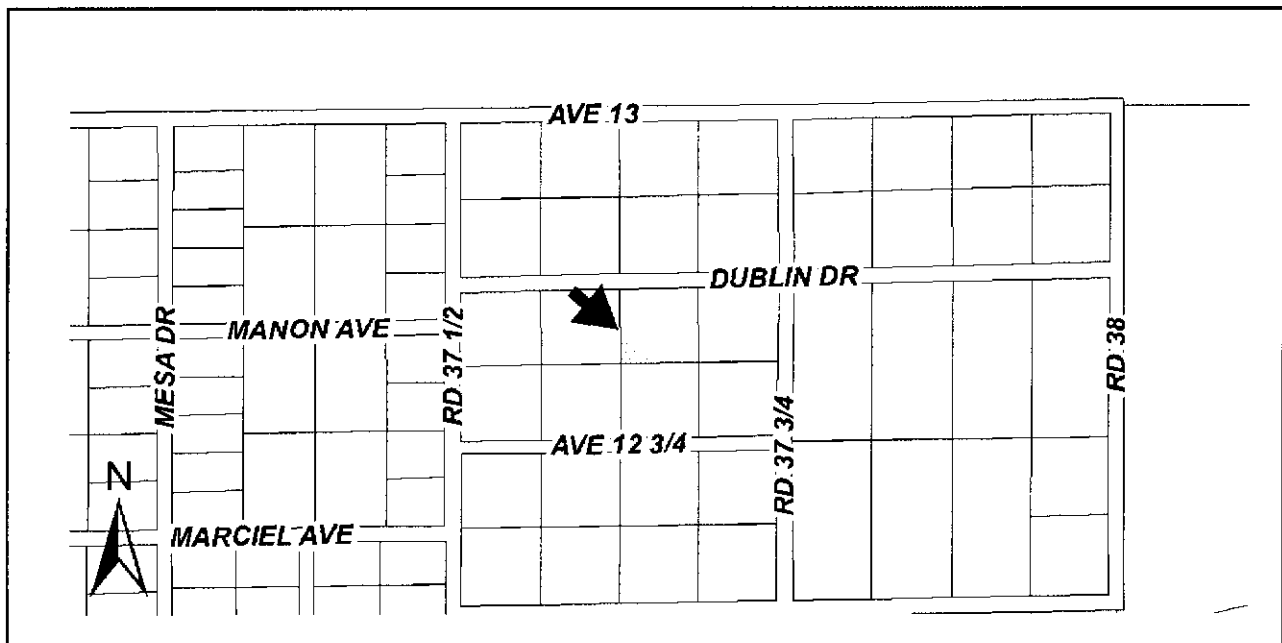 AVE 13
DUBLIN DR
MANON AVE
MESA DR
RD 37 1/2
RD 38
RD 37 3/4
AVE 12 3/4
N
MARCIEL AVE